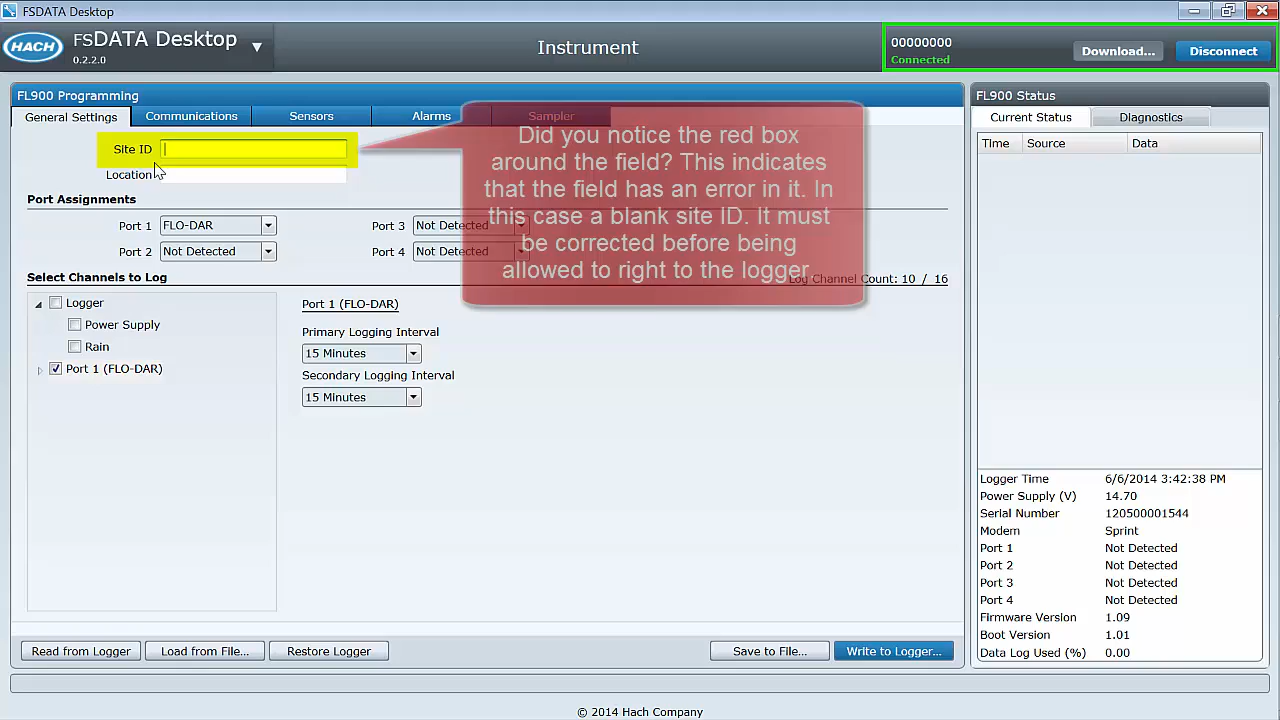 FSDATA Desktop
HACH
FSDATA Desktop
0.2.2.0
Instrument
00000000
Connected
Download...
Disconnect
FL900 Programming
General Settings
Communications
Sensors
Alarms
Sampler
Site ID
Location
Did you notice the red box
around the field? This indicates
that the field has an error in it. In
this case a blank site ID. It must
be corrected before being
allowed to right to the logger
Port Assignments
Port 1 FLO-DAR
Port 3 Not Detected
Port 2 Not Detected
Port 4 Not Detected
Select Channels to Log
Log Channel Count: 10 / 16
Logger
Power Supply
Rain
Port 1 (FLO-DAR)
Port 1 (FLO-DAR)
Primary Logging Interval
15 Minutes
Secondary Logging Interval
15 Minutes
Read from Logger
Load from File...
Restore Logger
Save to File...
Write to Logger...
FL900 Status
Current Status
Diagnostics
Time Source Data
Logger Time 6/6/2014 3:42:38 PM
Power Supply (V) 14.70
Serial Number 120500001544
Modem Sprint
Port 1 Not Detected
Port 2 Not Detected
Port 3 Not Detected
Port 4 Not Detected
Firmware Version 1.09
Boot Version 1.01
Data Log Used (%) 0.00
© 2014 Hach Company